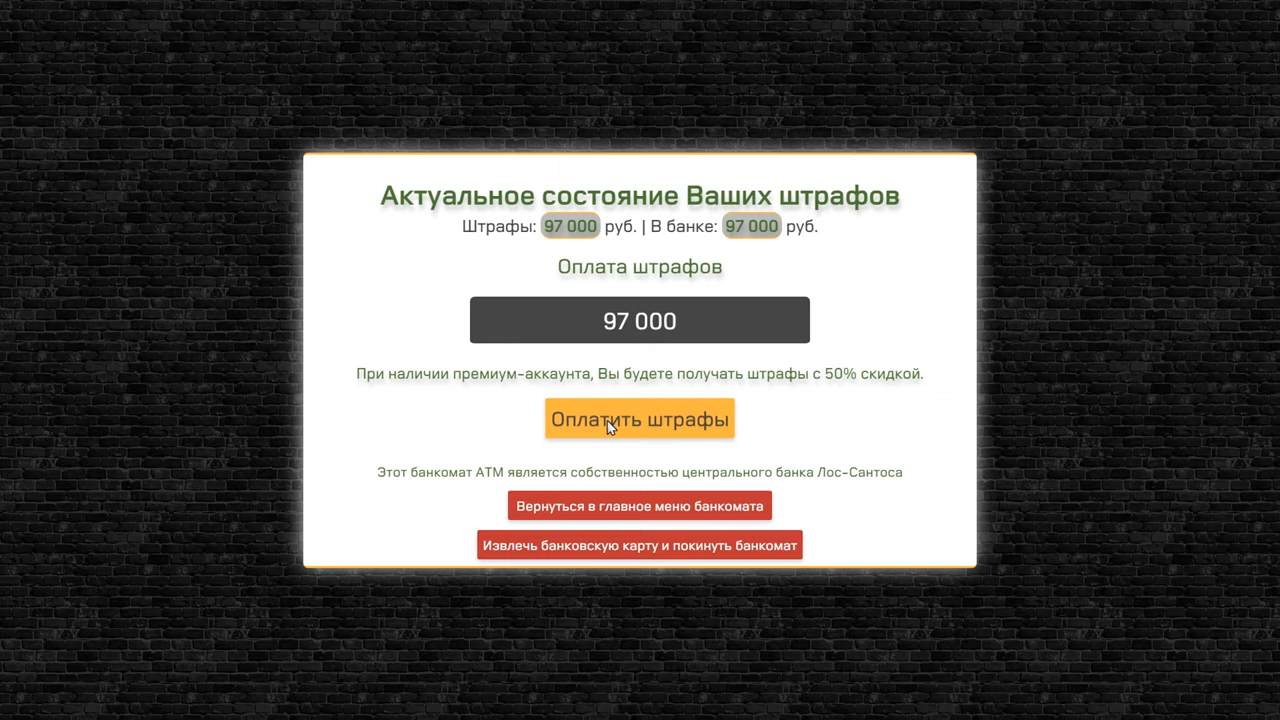 Актуальное состояние Ваших штрафов
Штрафы: 97 000 руб. | В банке: 97 000 руб.
Оплата штрафов
97 000
При наличии премиум-аккаунта, Вы будете получать штрафы с 50% скидкой.
Оплатить штрафы
Этот банкомат ATM является собственностью центрального банка Лос-Сантоса
Вернуться в главное меню банкомата
Извлечь банковскую карту и покинуть банкомат